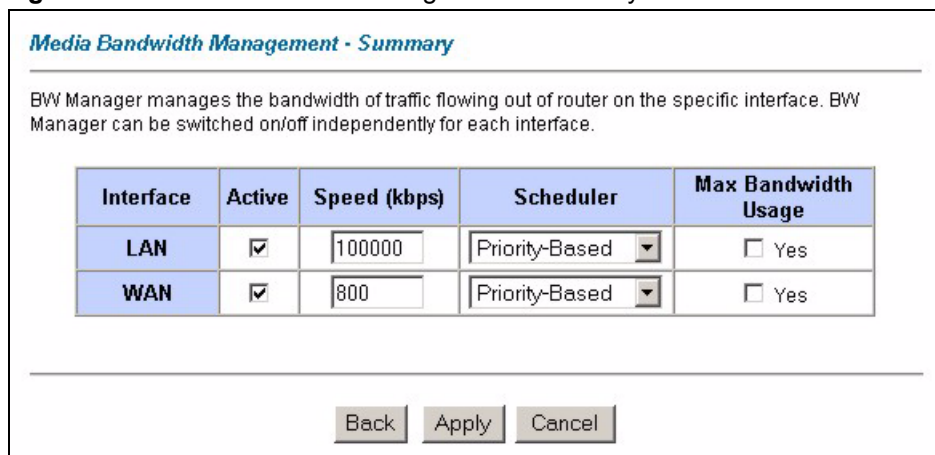 Media Bandwidth Management - Summary
BW Manager manages the bandwidth of traffic flowing out of router on the specific interface. BW
Manager can be switched on/off independently for each interface.
Interface Active Speed (kbps) Scheduler Max Bandwidth Usage
LAN 100000 Priority-Based Yes
WAN 800 Priority-Based Yes
Back Apply Cancel